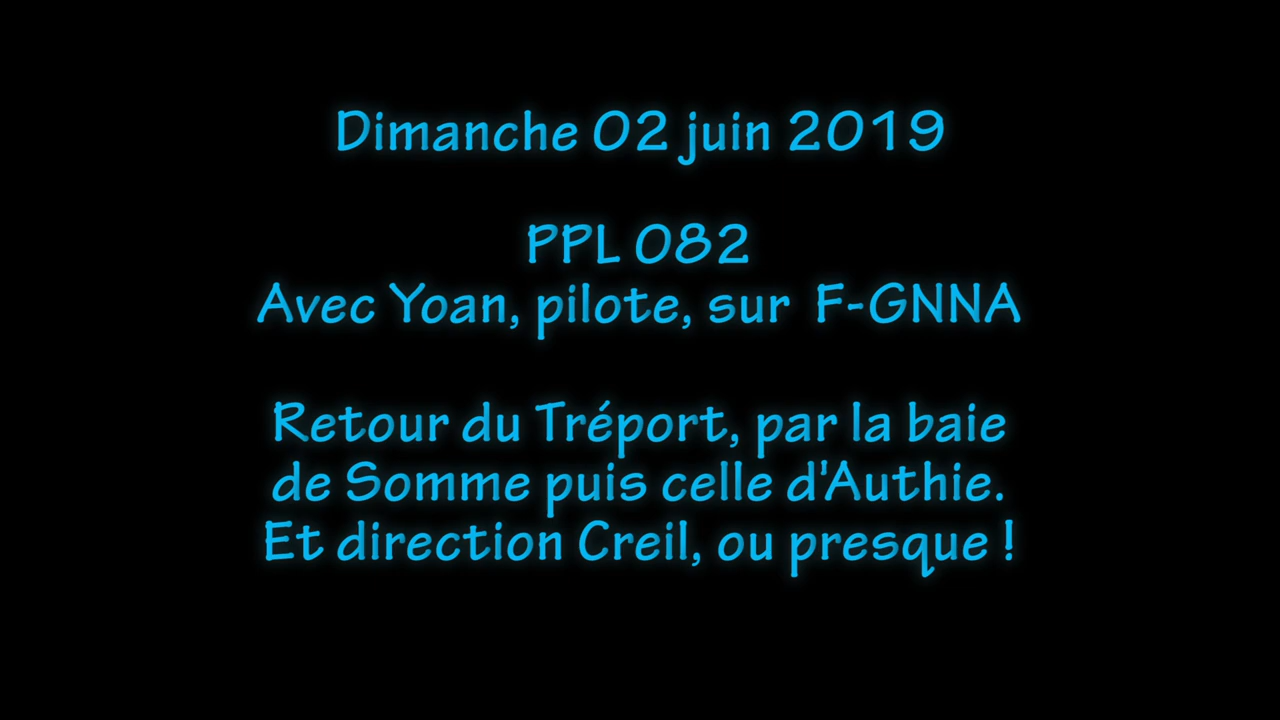 Dimanche 02 juin 2019
PPL 082
Avec Yoan, pilote, sur F-GNNA
Retour du Tréport, par la baie
de Somme puis celle d'Authie.
Et direction Creil, ou presque !